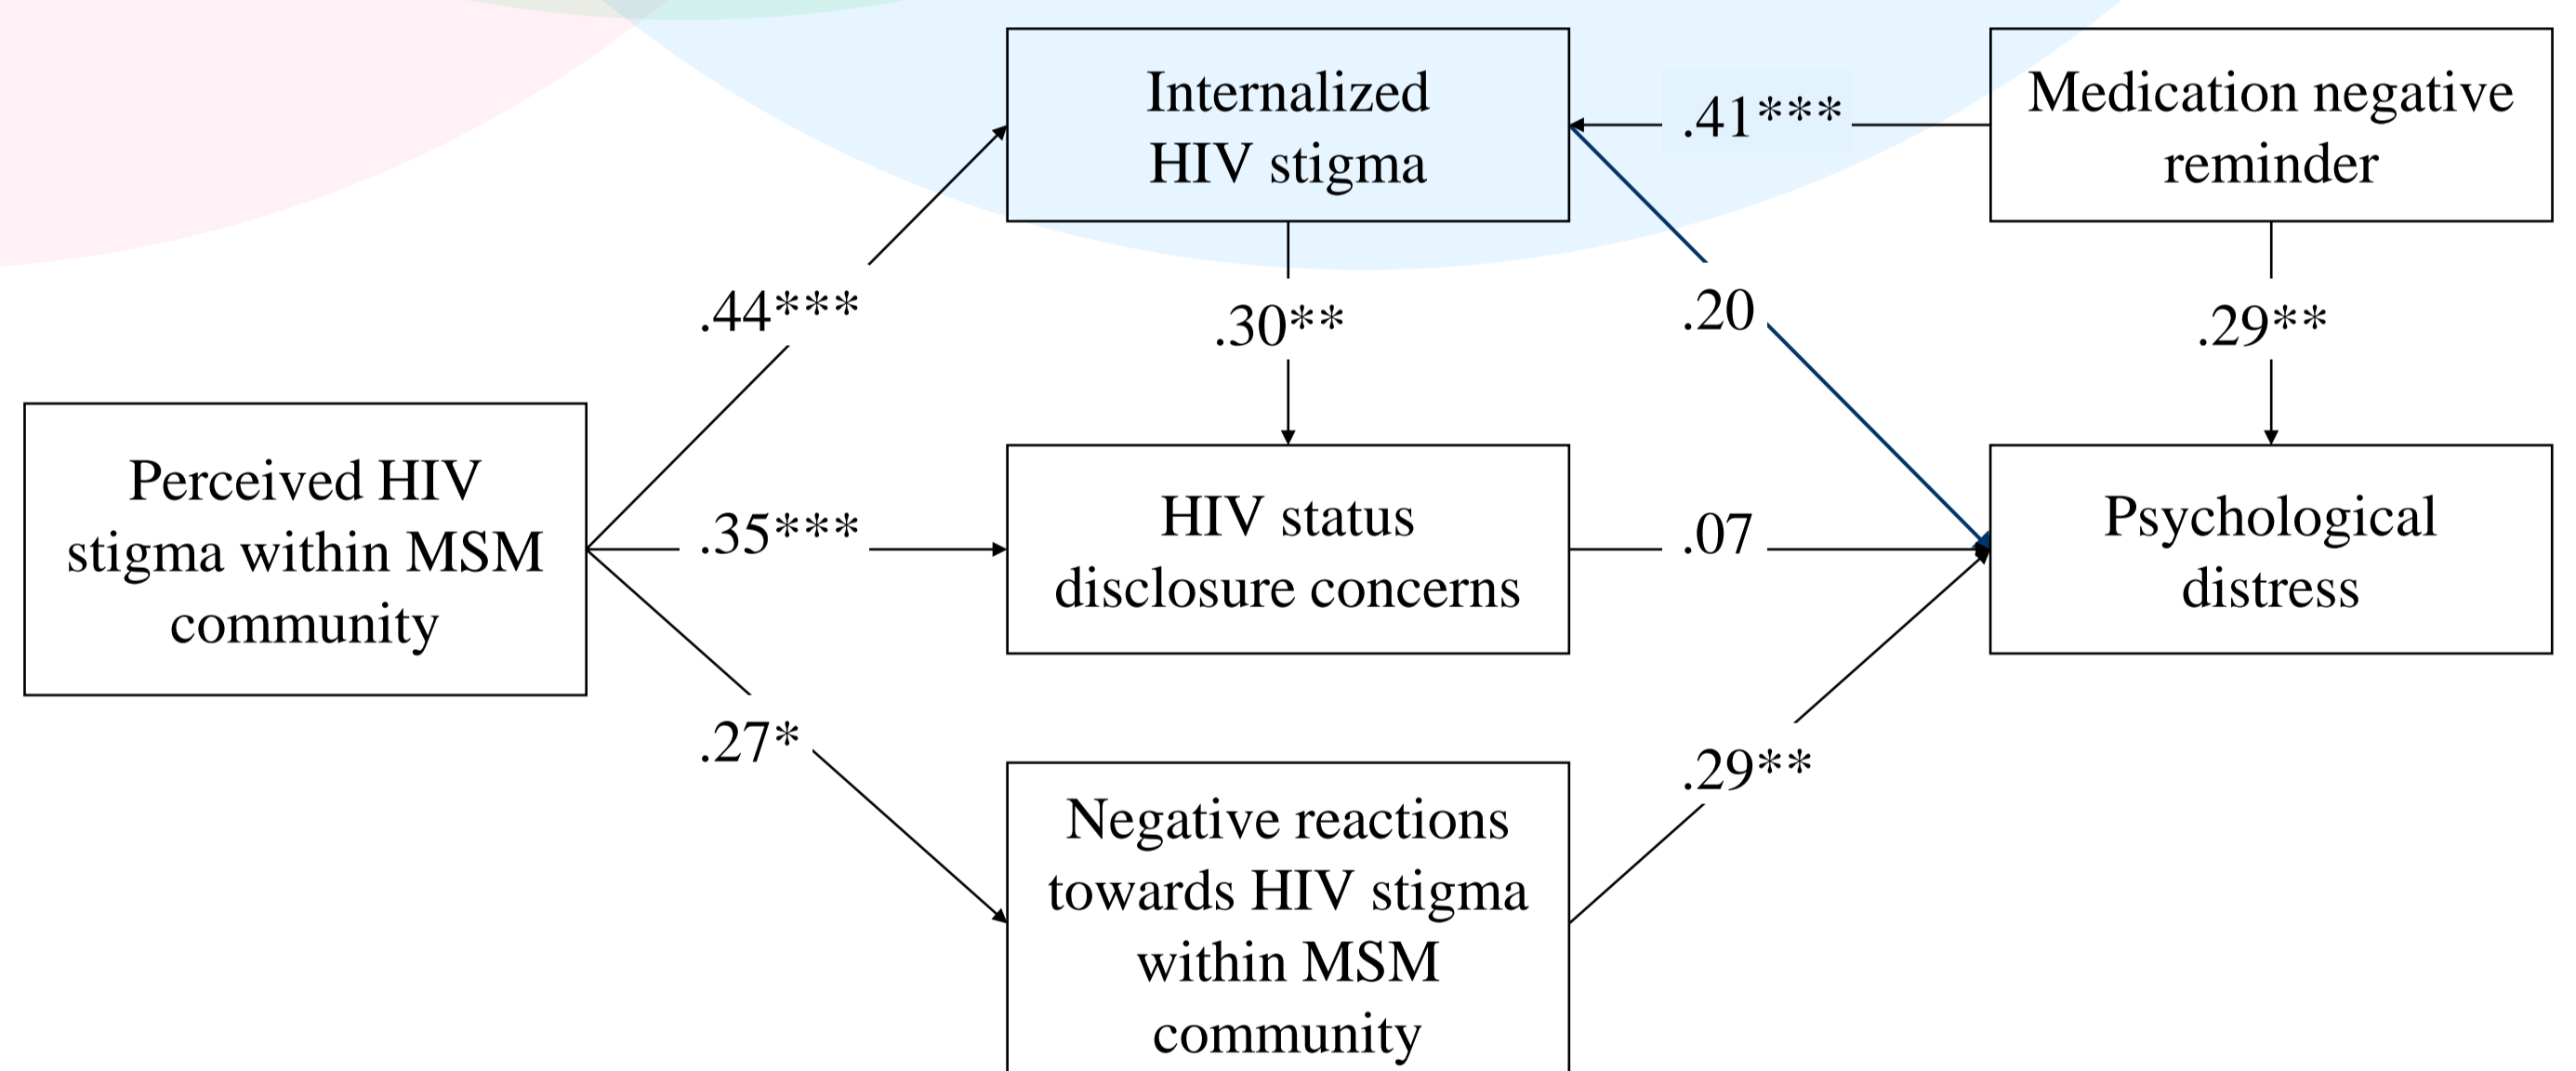 Internalized
HIV stigma
.41***
Medication negative
reminder
.44***
.30**
.20
.29**
Perceived HIV
stigma within MSM
community
.35***
HIV status
disclosure concerns
.07
Psychological
distress
.27*
.29**
Negative reactions
towards HIV stigma
within MSM
community